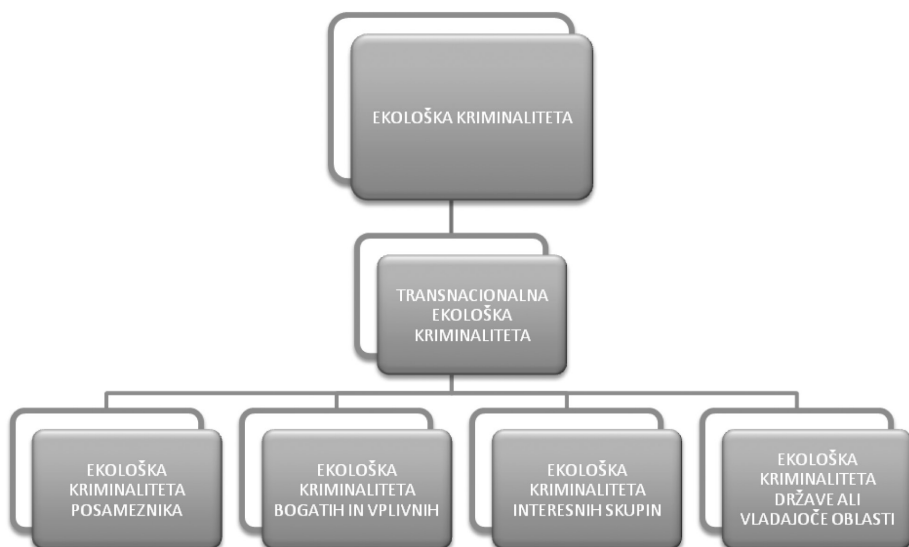 EKOLOŠKA KRIMINALITETA
TRANSNACIONALNA
EKOLOŠKA
KRIMINALITETA
EKOLOŠKA
KRIMINALITETA
POSAMEZNIKA
EKOLOŠKA
KRIMINALITETA
BOGATIH IN VPLIVNIH
EKOLOŠKA
KRIMINALITETA
INTERESNIH SKUPIN
EKOLOŠKA
KRIMINALITETA
DRŽAVE ALI
VLADAJOČE OBLASTI